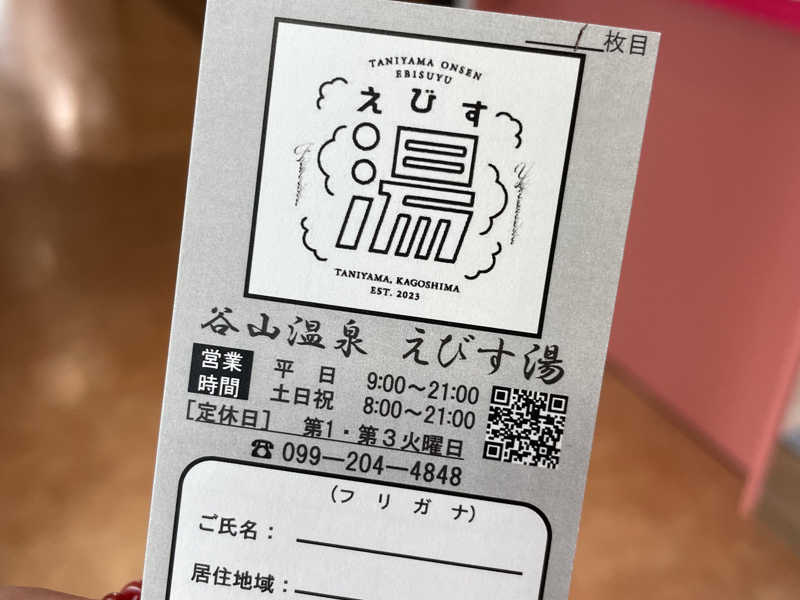 1枚目
TANIYAMA ONSEN
EBISUYU
えびす
湯
TANIYAMA, KAGOSHIMA
EST. 2023
谷山温泉 えびす湯
営業時間
平日 9:00～21:00
土日祝 8:00～21:00
[定休日] 第1・第3火曜日
☎ 099―204―4848
(フリガナ)
ご氏名：
居住地域：